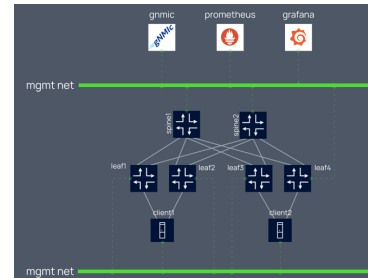 gnmic prometheus grafana
gNMIc
mgmt net
spine1 spine2
leaf1 leaf2 leaf3 leaf4
client1 client2
mgmt net